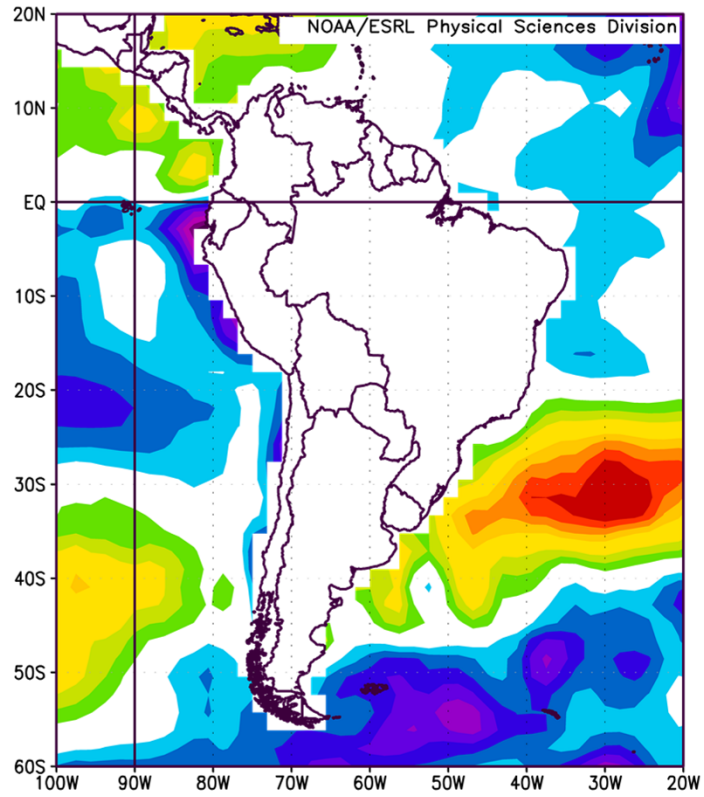 NOAA/ESRL Physical Sciences Division
20N
10N
EQ
10S
20S
30S
40S
50S
60S
100W 90W 80W 70W 60W 50W 40W 30W 20W